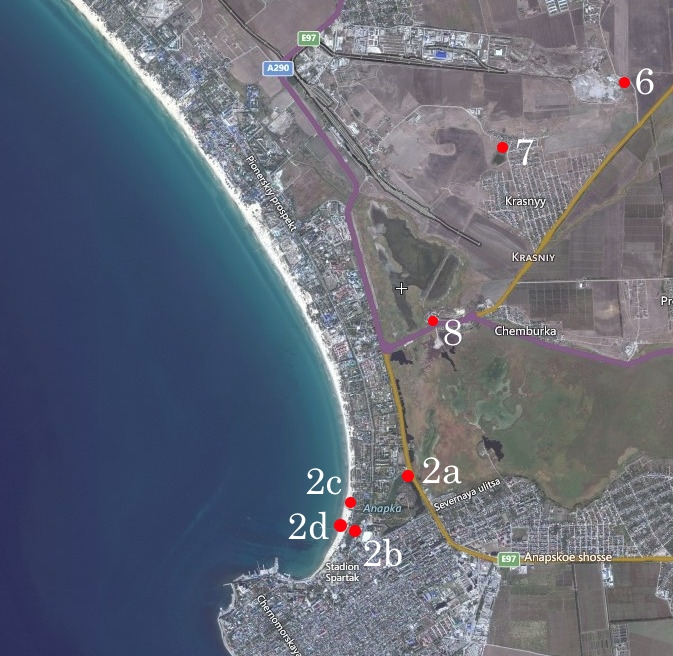 E97
A290
6
7
Pionerskiy prospekt
Krasnyy
KRASNIY
8
Chemburka
2a
2c
Severnaya ulitsa
Anapka
2d
2b
E97
Anapskoe shosse
Stadion
Spartak
Chernomorskaya